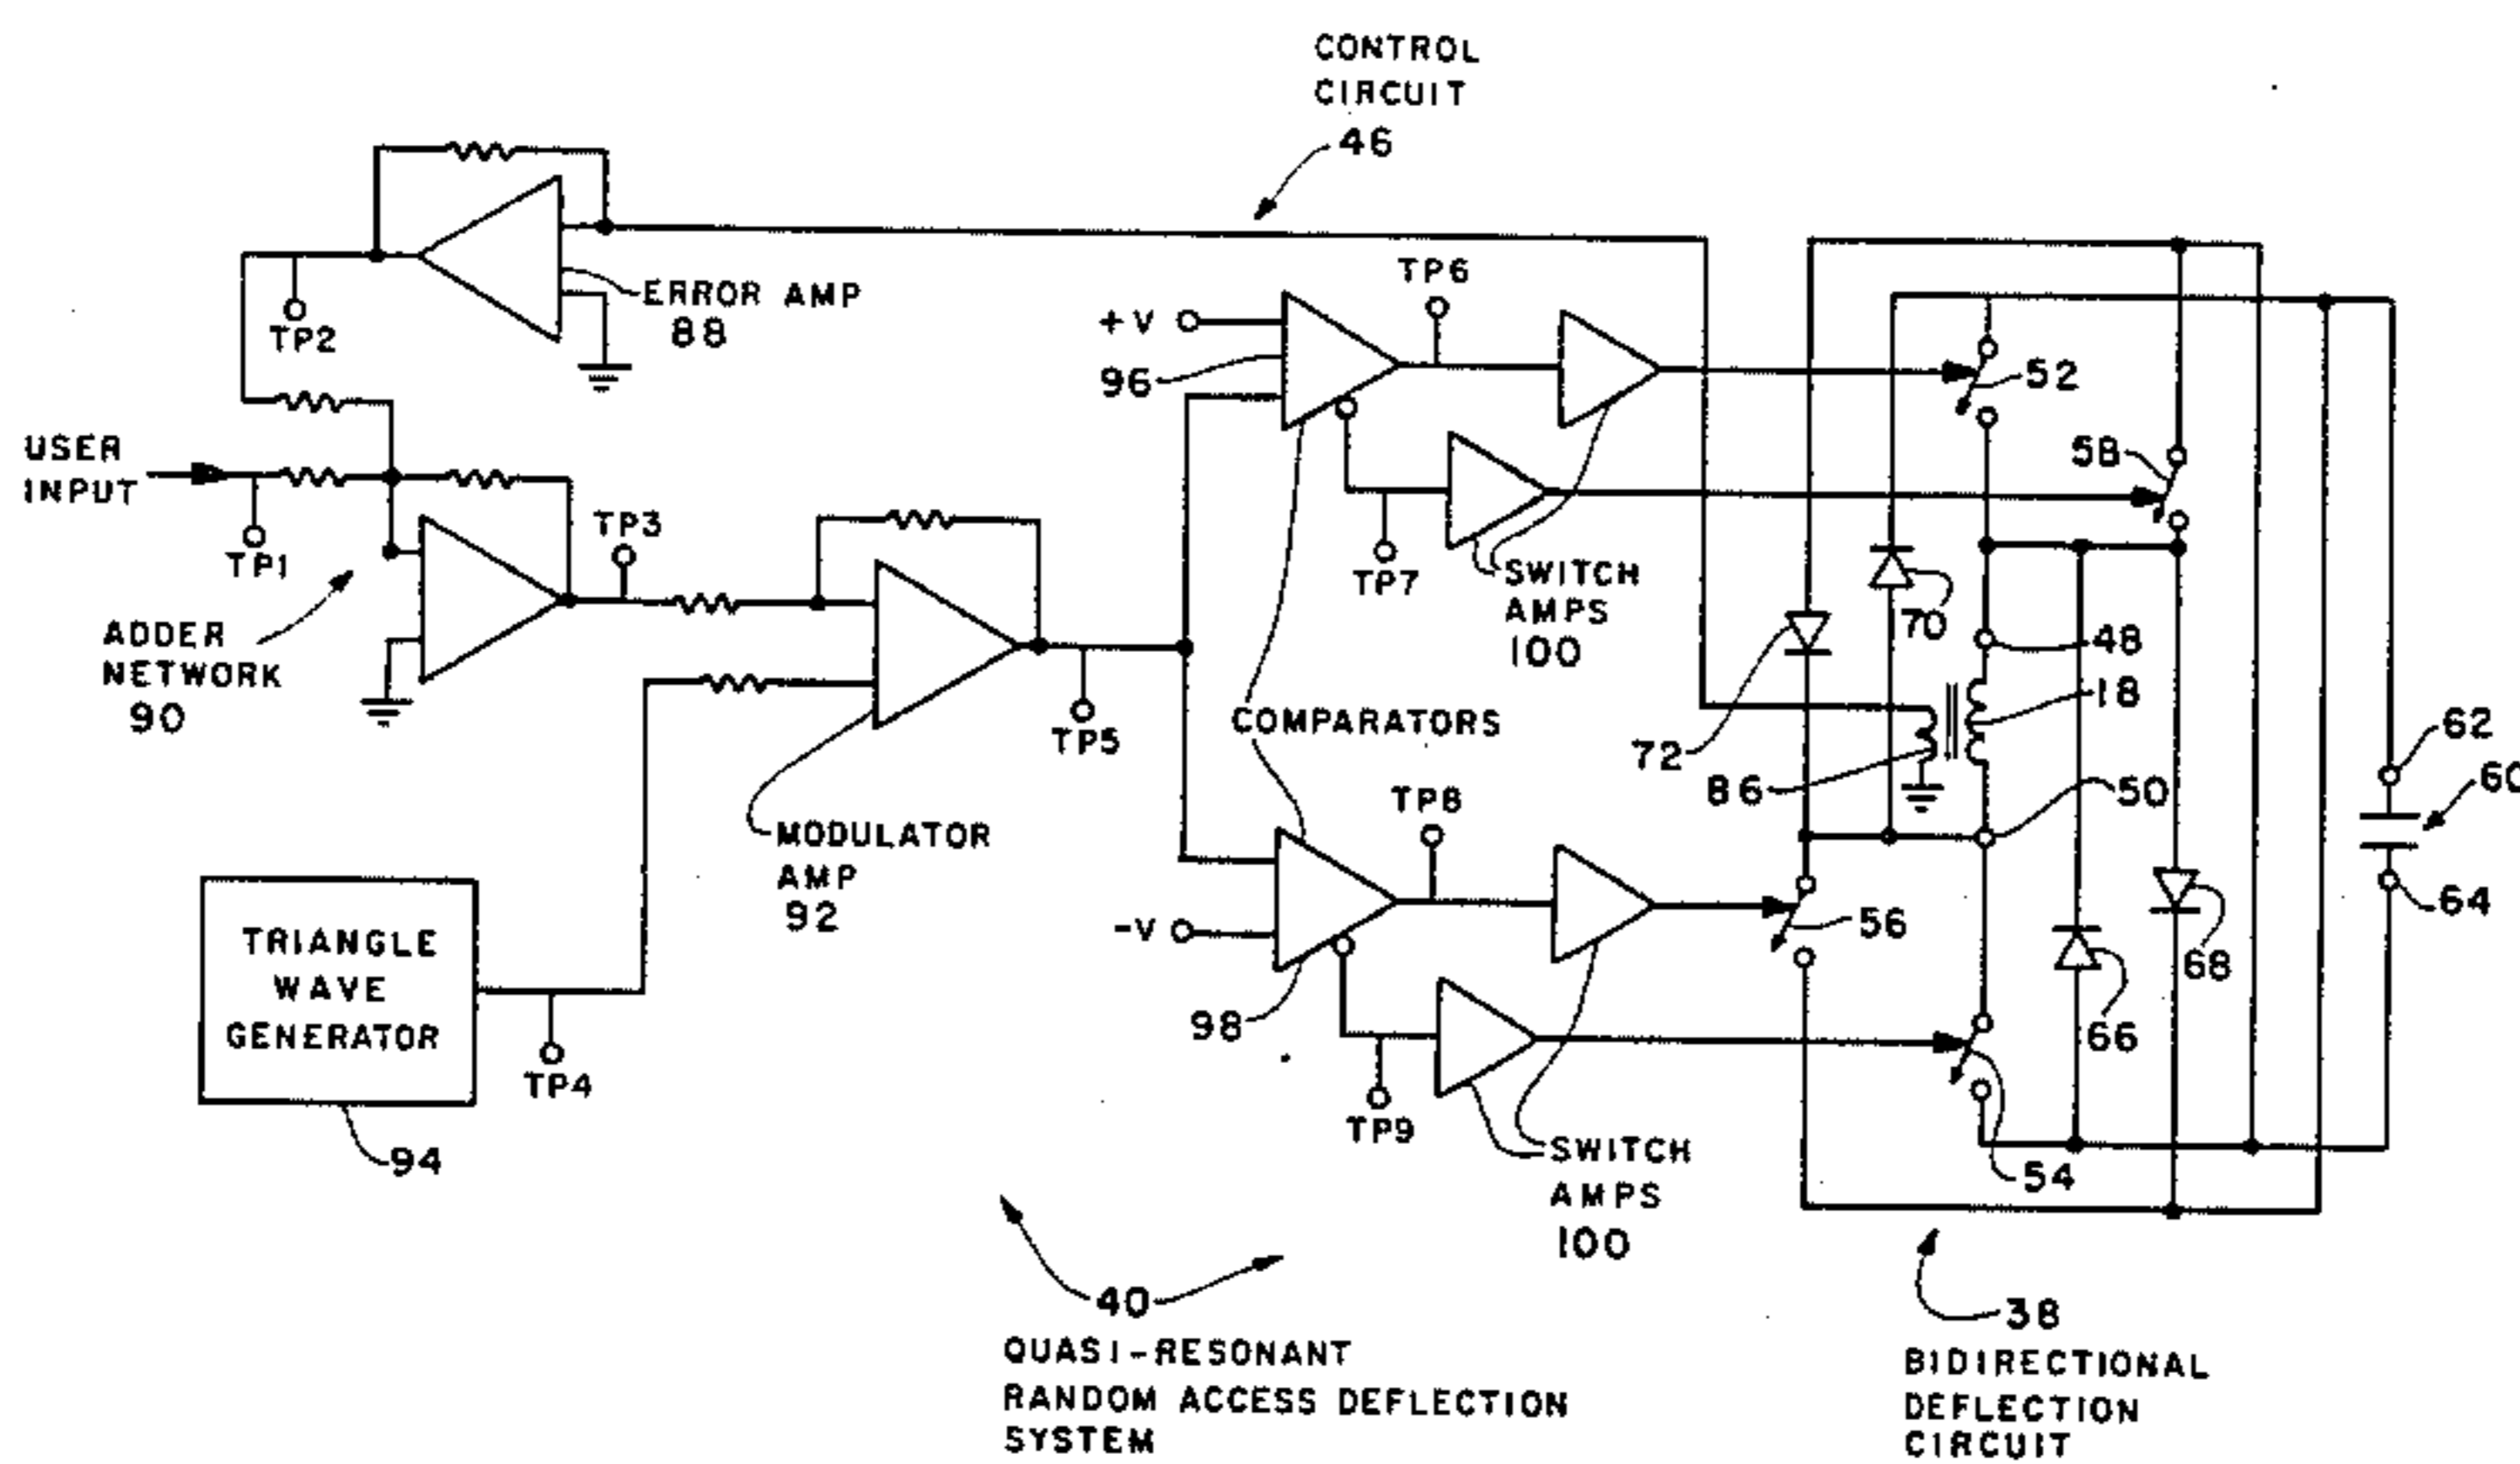 CONTROL
CIRCUIT
46
ERROR AMP
88
TP2
USER
INPUT
TP1
TP3
ADDER
NETWORK
90
TP5
MODULATOR
AMP
92
TRIANGLE
WAVE
GENERATOR
94
TP4
+V
96
TP6
TP7
SWITCH
AMPS
100
COMPARATORS
TP8
-V
98
TP9
SWITCH
AMPS
100
52
58
70
72
48
18
86
50
62
60
64
56
66
68
54
40
QUASI-RESONANT
RANDOM ACCESS DEFLECTION
SYSTEM
38
BIDIRECTIONAL
DEFLECTION
CIRCUIT